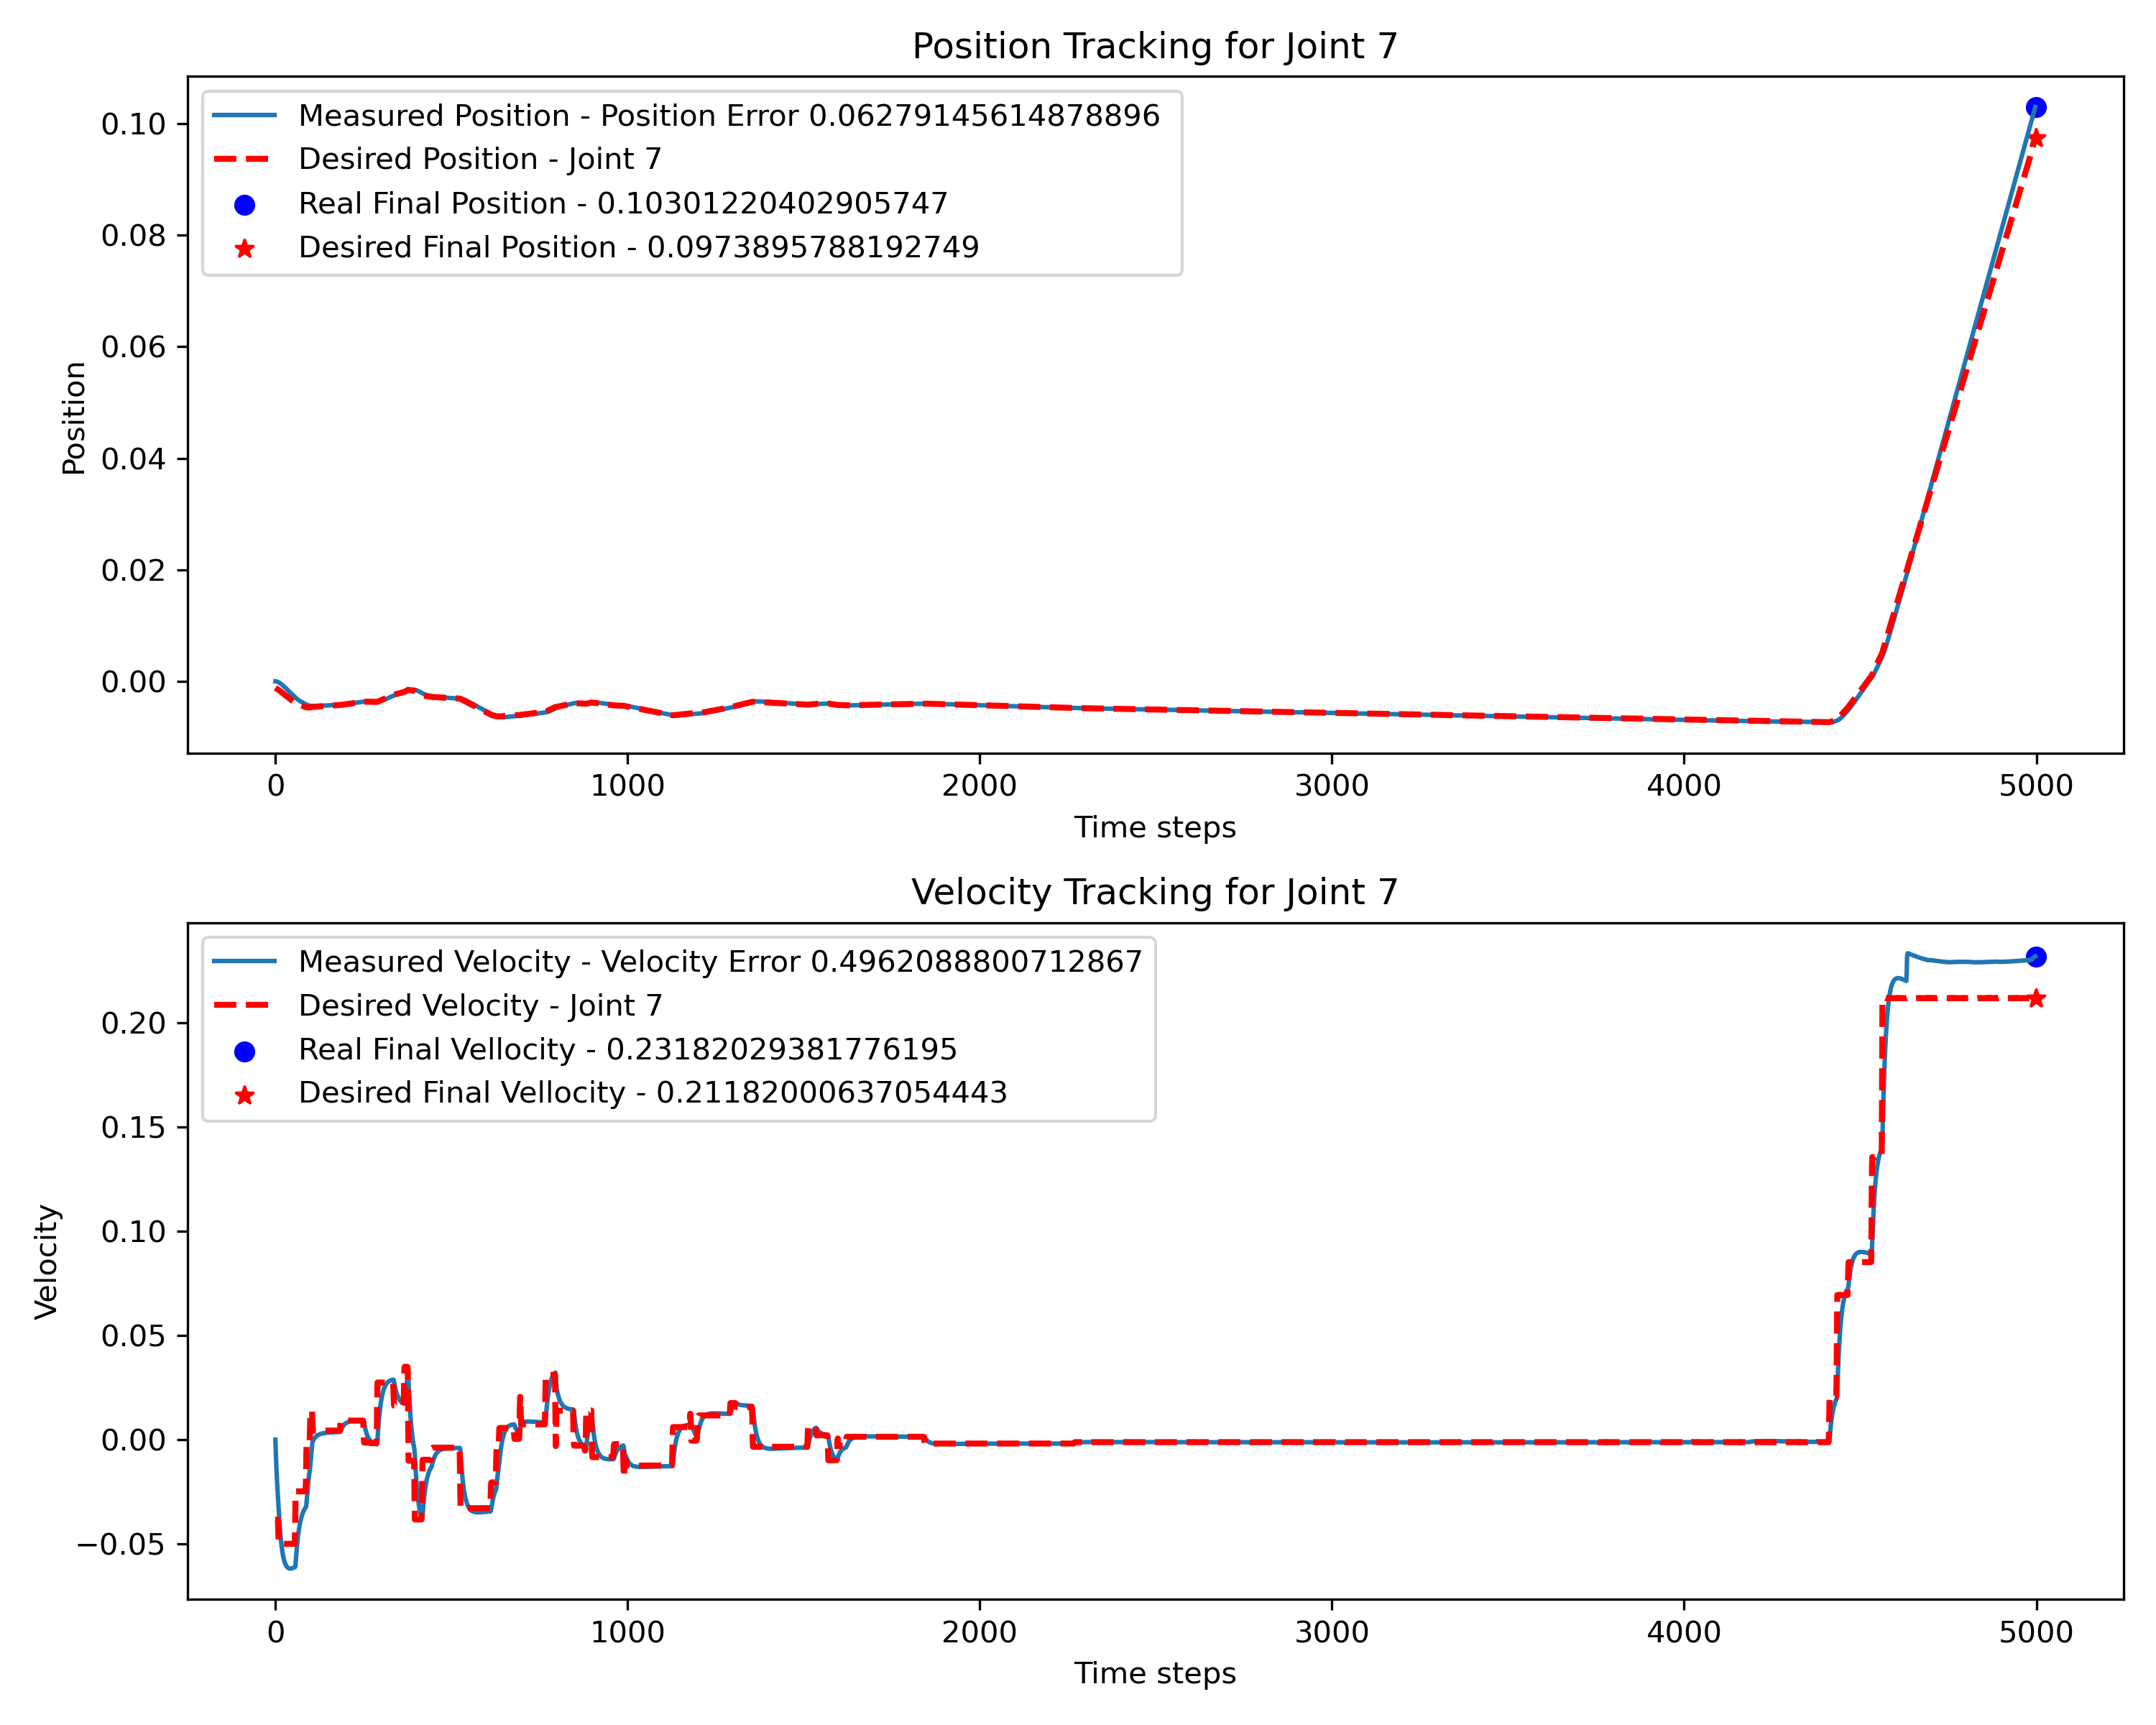 Position Tracking for Joint 7
Measured Position - Position Error 0.06279145614878896
Desired Position - Joint 7
Real Final Position - 0.10301220402905747
Desired Final Position - 0.0973895788192749
0.10
0.08
0.06
0.04
0.02
0.00
Position
0 1000 2000 3000 4000 5000
Time steps
Velocity Tracking for Joint 7
Measured Velocity - Velocity Error 0.4962088800712867
Desired Velocity - Joint 7
Real Final Vellocity - 0.23182029381776195
Desired Final Vellocity - 0.21182000637054443
0.20
0.15
0.10
0.05
0.00
−0.05
Velocity
0 1000 2000 3000 4000 5000
Time steps